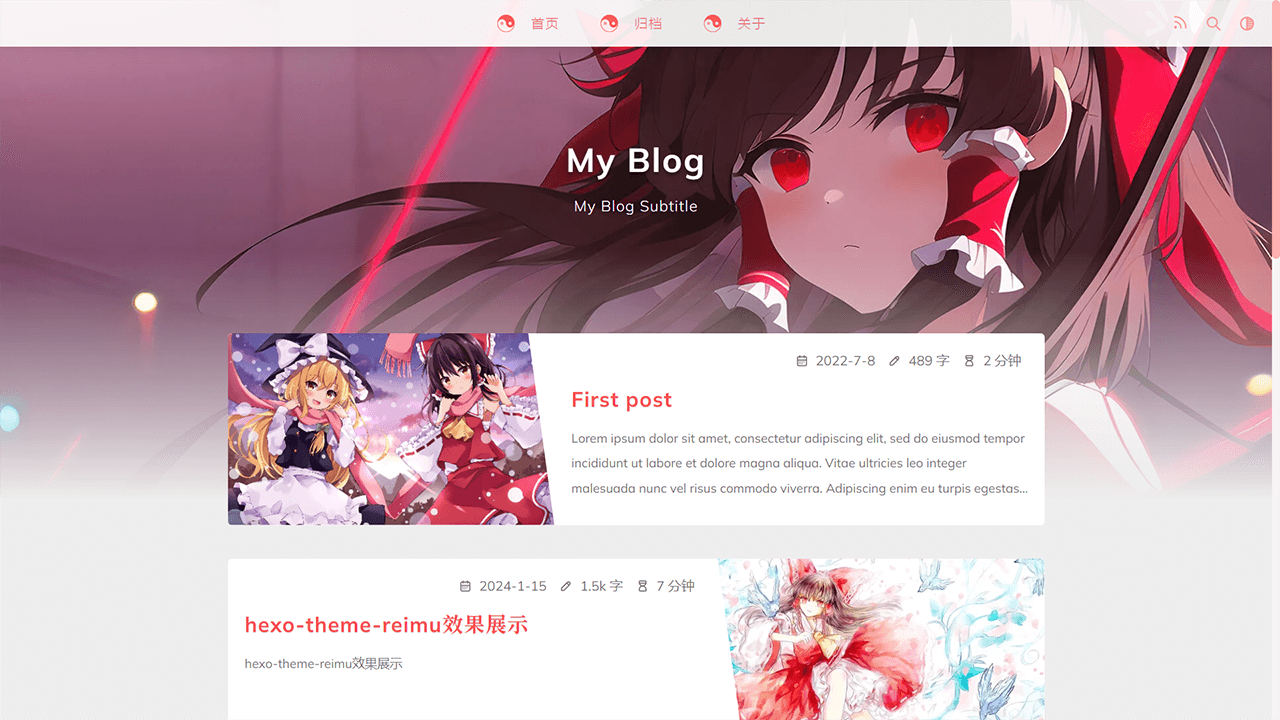 首页 归档 关于
My Blog
My Blog Subtitle
2022-7-8 489 字 2 分钟
First post
Lorem ipsum dolor sit amet, consectetur adipiscing elit, sed do eiusmod tempor
incididunt ut labore et dolore magna aliqua. Vitae ultricies leo integer
malesuada nunc vel risus commodo viverra. Adipiscing enim eu turpis egestas...
2024-1-15 1.5k 字 7 分钟
hexo-theme-reimu效果展示
hexo-theme-reimu效果展示